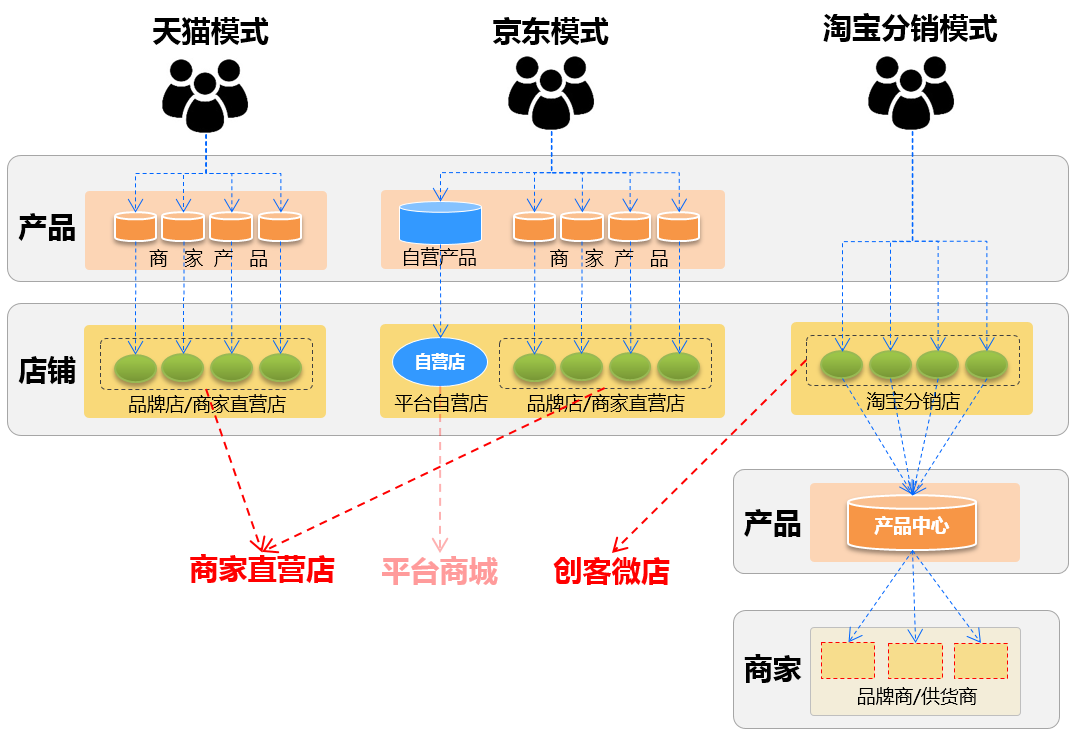 天猫模式
京东模式
淘宝分销模式
产品
商家产品
自营产品
商家产品
店铺
品牌店/商家直营店
自营店
平台自营店
品牌店/商家直营店
淘宝分销店
产品
产品中心
商家直营店
平台商城
创客微店
商家
品牌商/供货商